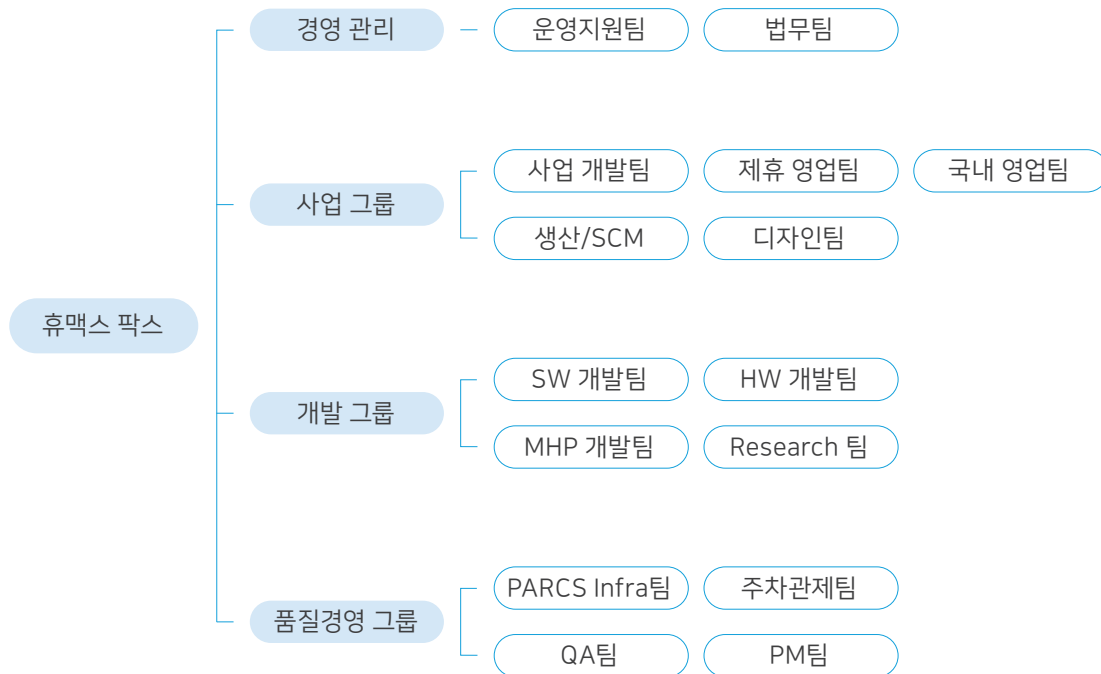 경영 관리
운영지원팀
법무팀
사업 그룹
사업 개발팀
제휴 영업팀
국내 영업팀
생산/SCM
디자인팀
휴맥스 팍스
개발 그룹
SW 개발팀
HW 개발팀
MHP 개발팀
Research 팀
품질경영 그룹
PARCS Infra팀
주차관제팀
QA팀
PM팀